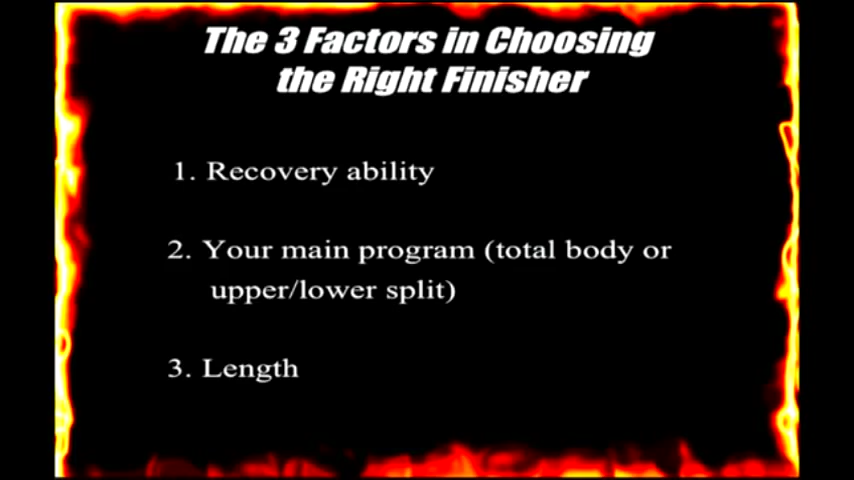 The 3 Factors in Choosing
the Right Finisher
1. Recovery ability
2. Your main program (total body or
upper/lower split)
3. Length